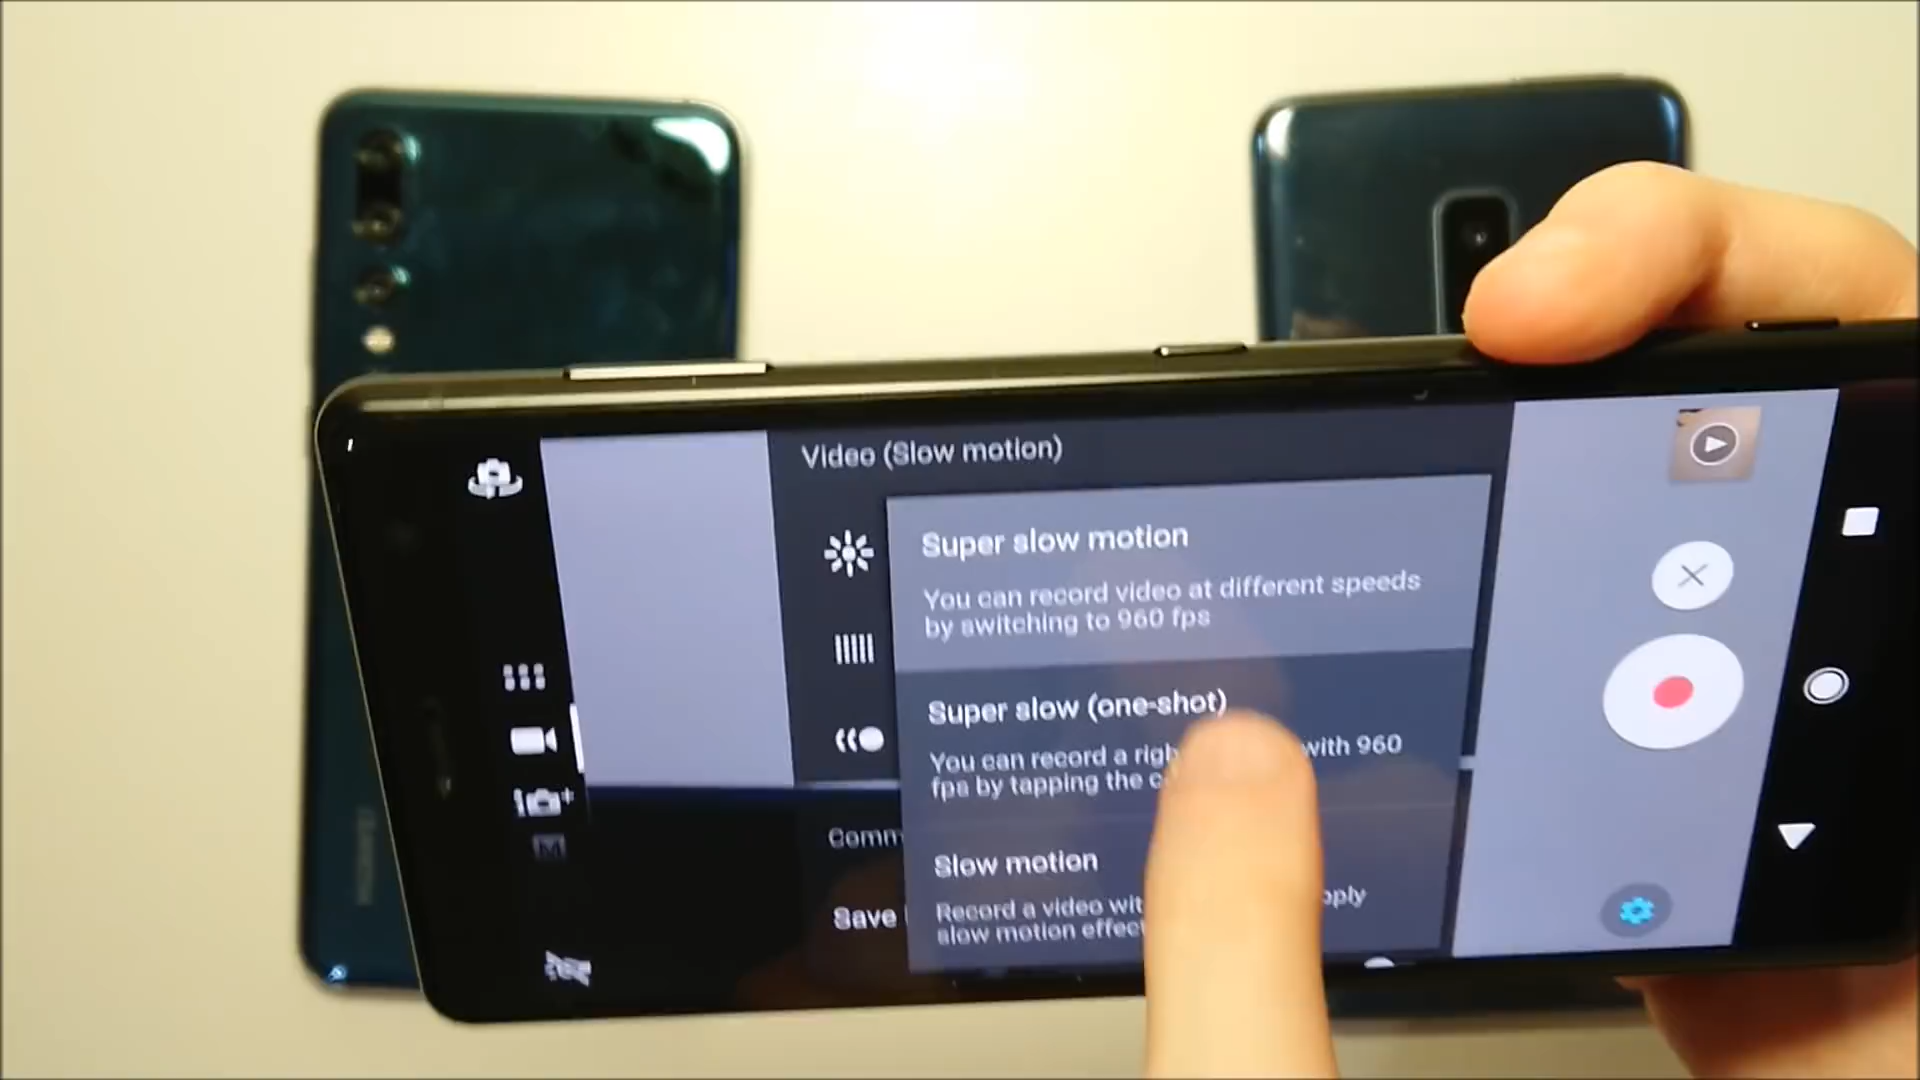 Video (Slow motion)
Super slow motion
You can record video at different speeds
by switching to 960 fps
Super slow (one-shot)
You can record a with 960
fps by tapping the
Slow motion
Record a video
slow motion effect
Save
M